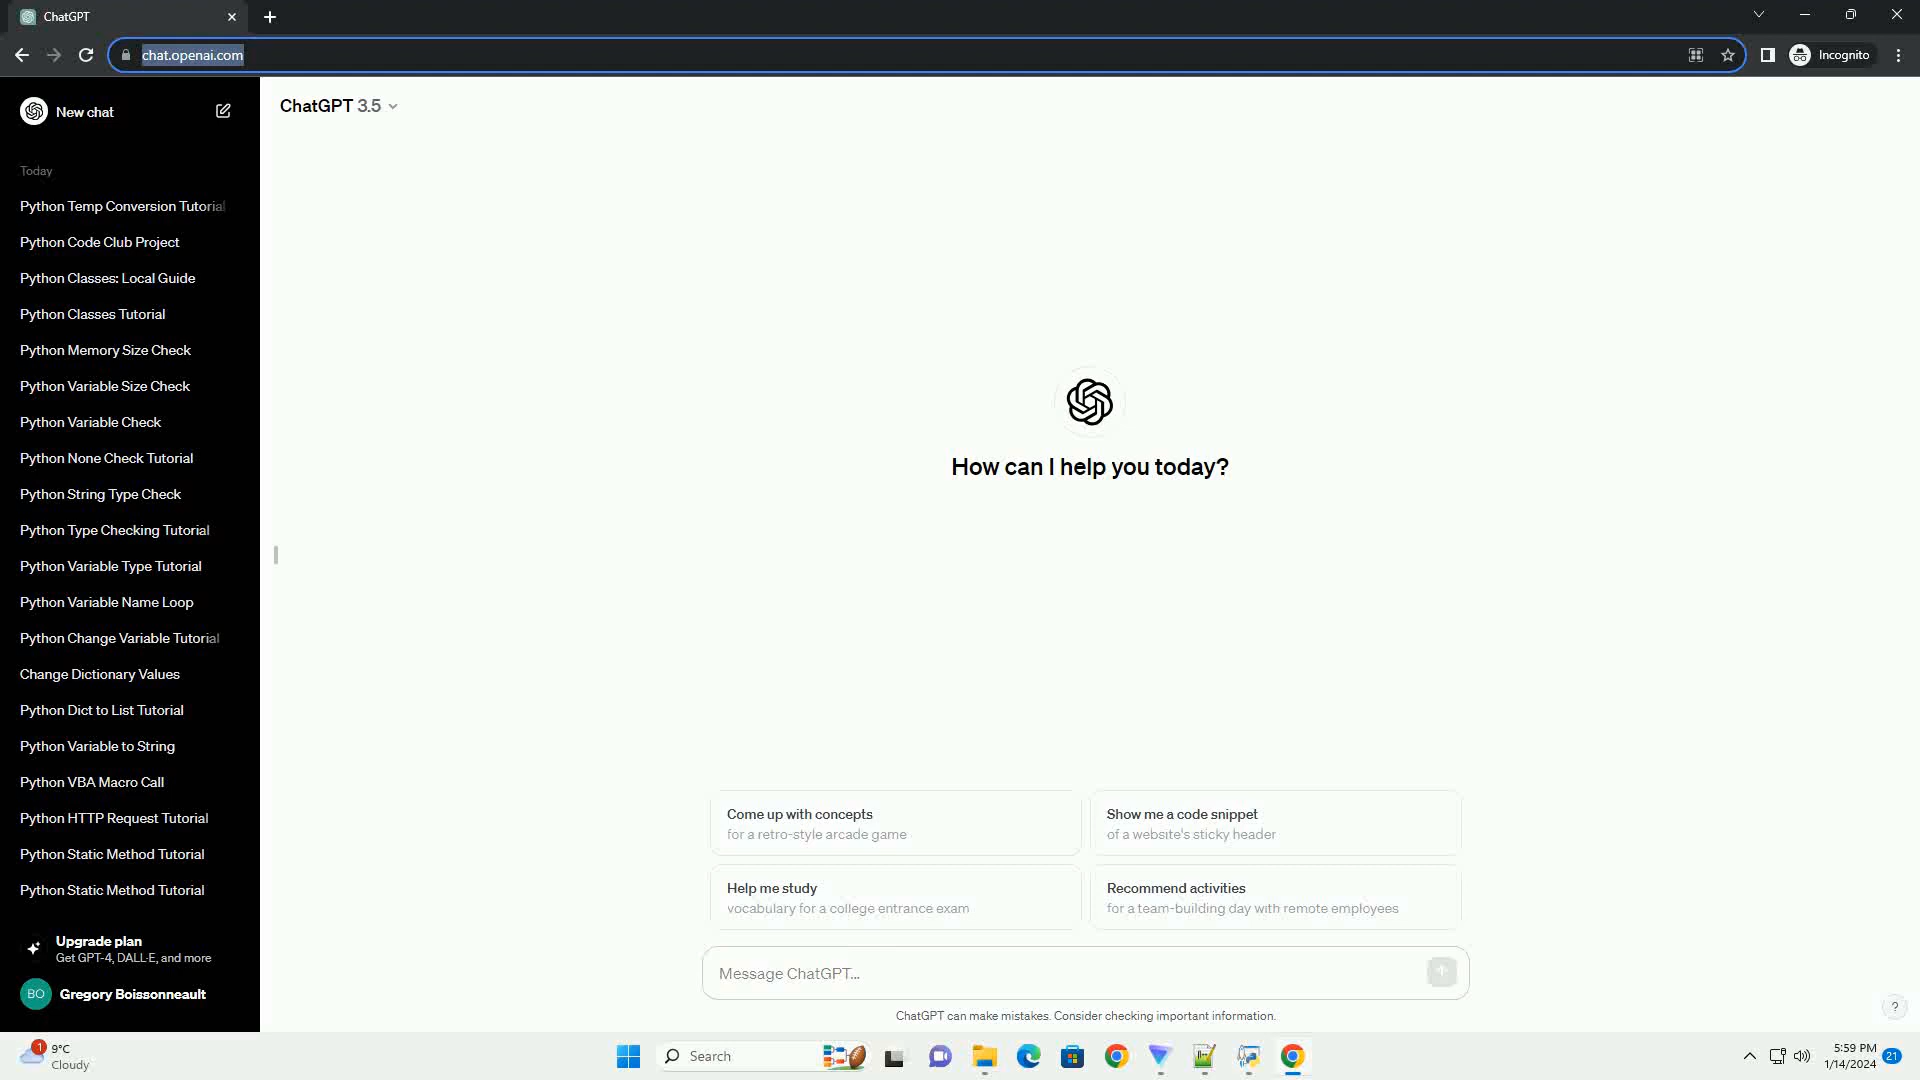 ChatGPT
chat.openai.com
Incognito
New chat
ChatGPT 3.5
Today
Python Temp Conversion Tutorial
Python Code Club Project
Python Classes: Local Guide
Python Classes Tutorial
Python Memory Size Check
Python Variable Size Check
Python Variable Check
Python None Check Tutorial
Python String Type Check
Python Type Checking Tutorial
Python Variable Type Tutorial
Python Variable Name Loop
Python Change Variable Tutorial
Change Dictionary Values
Python Dict to List Tutorial
Python Variable to String
Python VBA Macro Call
Python HTTP Request Tutorial
Python Static Method Tutorial
Python Static Method Tutorial
Upgrade plan
Get GPT-4, DALL·E, and more
BO
Gregory Boissonneault
How can I help you today?
Come up with concepts
for a retro-style arcade game
Show me a code snippet
of a website's sticky header
Help me study
vocabulary for a college entrance exam
Recommend activities
for a team-building day with remote employees
Message ChatGPT...
ChatGPT can make mistakes. Consider checking important information.
?
1
9°C
Cloudy
Search
5:59 PM
1/14/2024
21